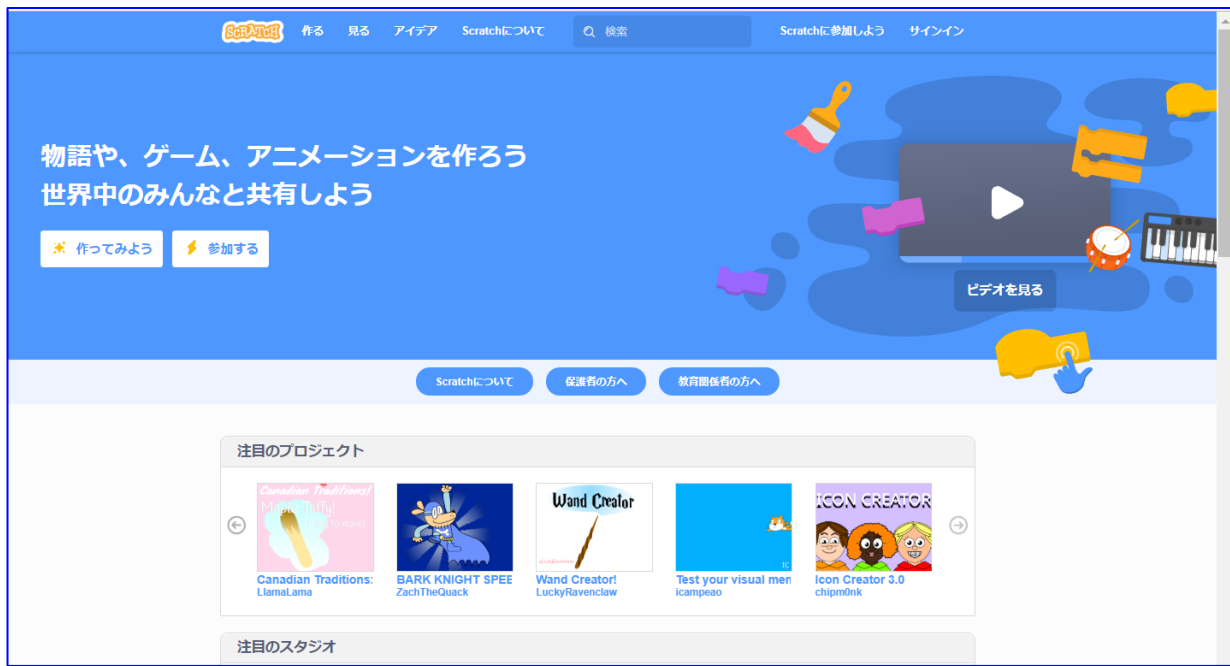 SCRATCH 作る 見る アイデア Scratchについて 検索 Scratchに参加しよう サインイン
物語や、ゲーム、アニメーションを作ろう
世界中のみんなと共有しよう
作ってみよう 参加する
ビデオを見る
Scratchについて 保護者の方へ 教育関係者の方へ
注目のプロジェクト
Canadian Traditions!
Maple Taffy!
Wand Creator
ICON CREATOR
Canadian Traditions: BARK KNIGHT SPEE Wand Creator! Test your visual men Icon Creator 3.0
LlamaLama ZachTheQuack LuckyRavenclaw icampeao chipm0nk
注目のスタジオ